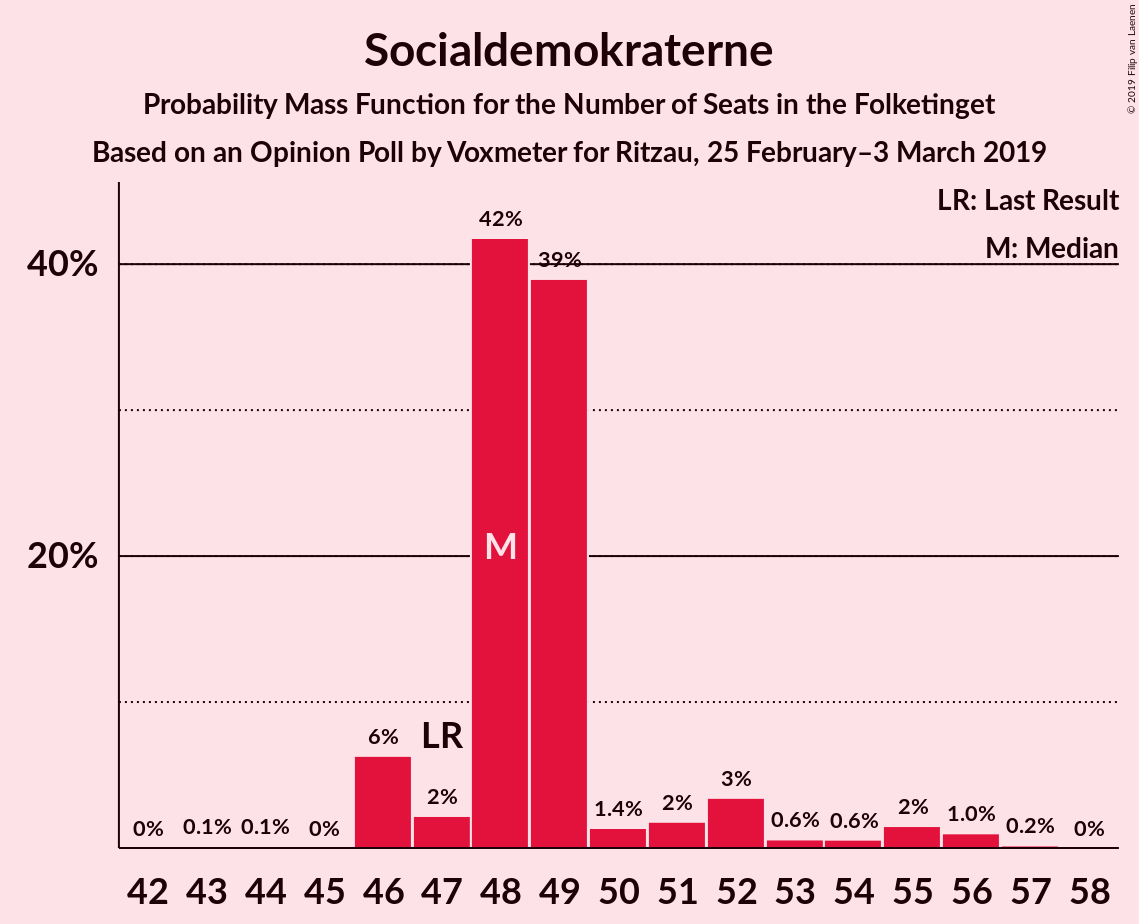 Socialdemokraterne
Probability Mass Function for the Number of Seats in the Folketinget
Based on an Opinion Poll by Voxmeter for Ritzau, 25 February–3 March 2019
© 2019 Filip van Laenen
LR: Last Result
M: Median
40%
20%
0% 0.1% 0.1% 0% 6% 2% 42% 39% 1.4% 2% 3% 0.6% 0.6% 2% 1.0% 0.2% 0%
LR
M
42 43 44 45 46 47 48 49 50 51 52 53 54 55 56 57 58